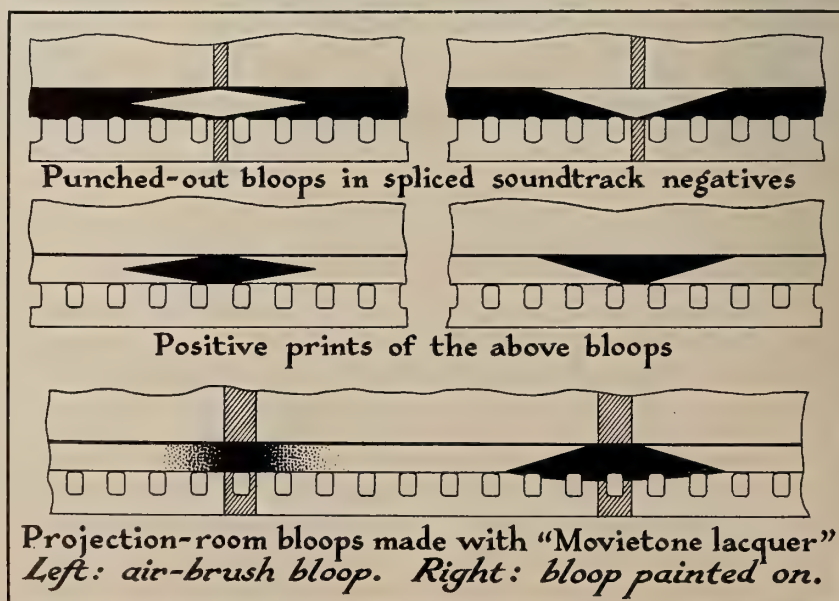 Punched-out bloops in spliced soundtrack negatives
Positive prints of the above bloops
Projection-room bloops made with “Movietone lacquer”
Left: air-brush bloop. Right: bloop painted on.